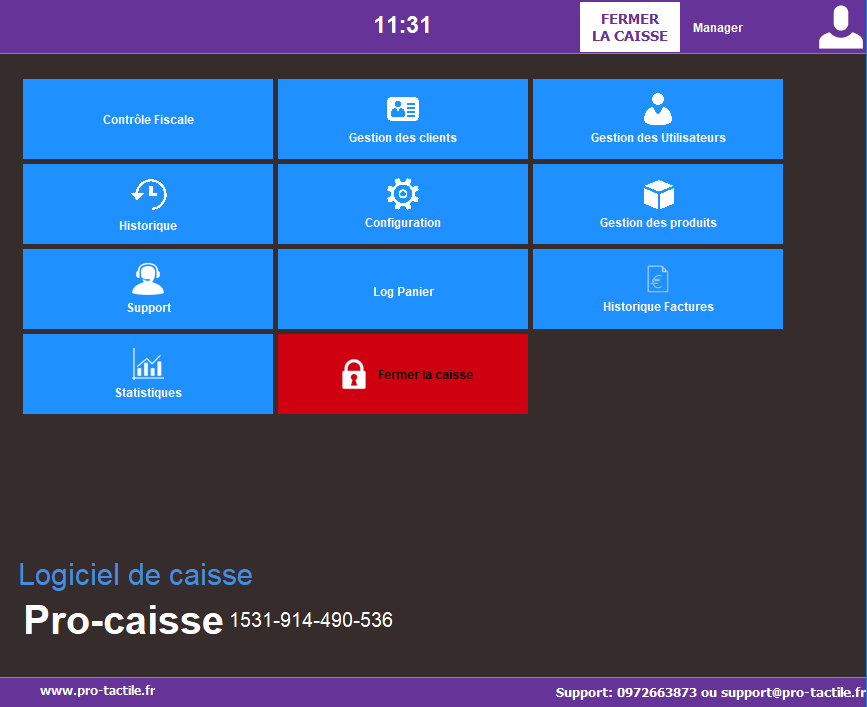 11:31
FERMER
LA CAISSE
Manager
Contrôle Fiscale
Gestion des clients
Gestion des Utilisateurs
Historique
Configuration
Gestion des produits
Support
Log Panier
Historique Factures
Statistiques
Fermer la caisse
Logiciel de caisse
Pro-caisse 1531-914-490-536
www.pro-tactile.fr
Support: 0972663873 ou support@pro-tactile.fr